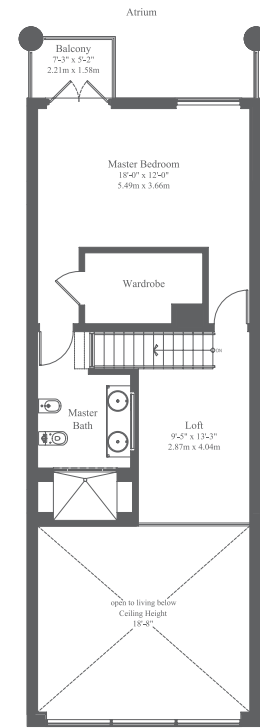 Atrium
Balcony
7'-3" x 5'-2"
2.21m x 1.58m
Master Bedroom
18'-0" x 12'-0"
5.49m x 3.66m
Wardrobe
Master
Bath
Loft
9'-5" x 13'-3"
2.87m x 4.04m
open to living below
Ceiling Height
18'-8"